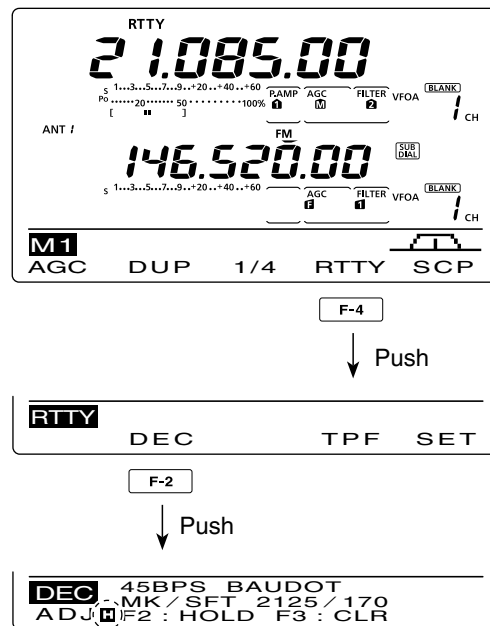 RTTY
21.085.00
S 1...3...5...7...9..+20..+40..+60 P.AMP AGC FILTER VFOA BLANK
Po ......20....... 50.........100% 1 M 2 1 CH
[ ]
ANT 1
FM
146.520.00 SUB DIAL
S 1...3...5...7...9..+20..+40..+60 AGC FILTER VFOA BLANK
F 1 1 CH
M1
AGC DUP 1/4 RTTY SCP
F-4
Push
RTTY
DEC TPF SET
F-2
Push
DEC 45BPS BAUDOT
MK/SFT 2125/170
ADJ H F2:HOLD F3:CLR